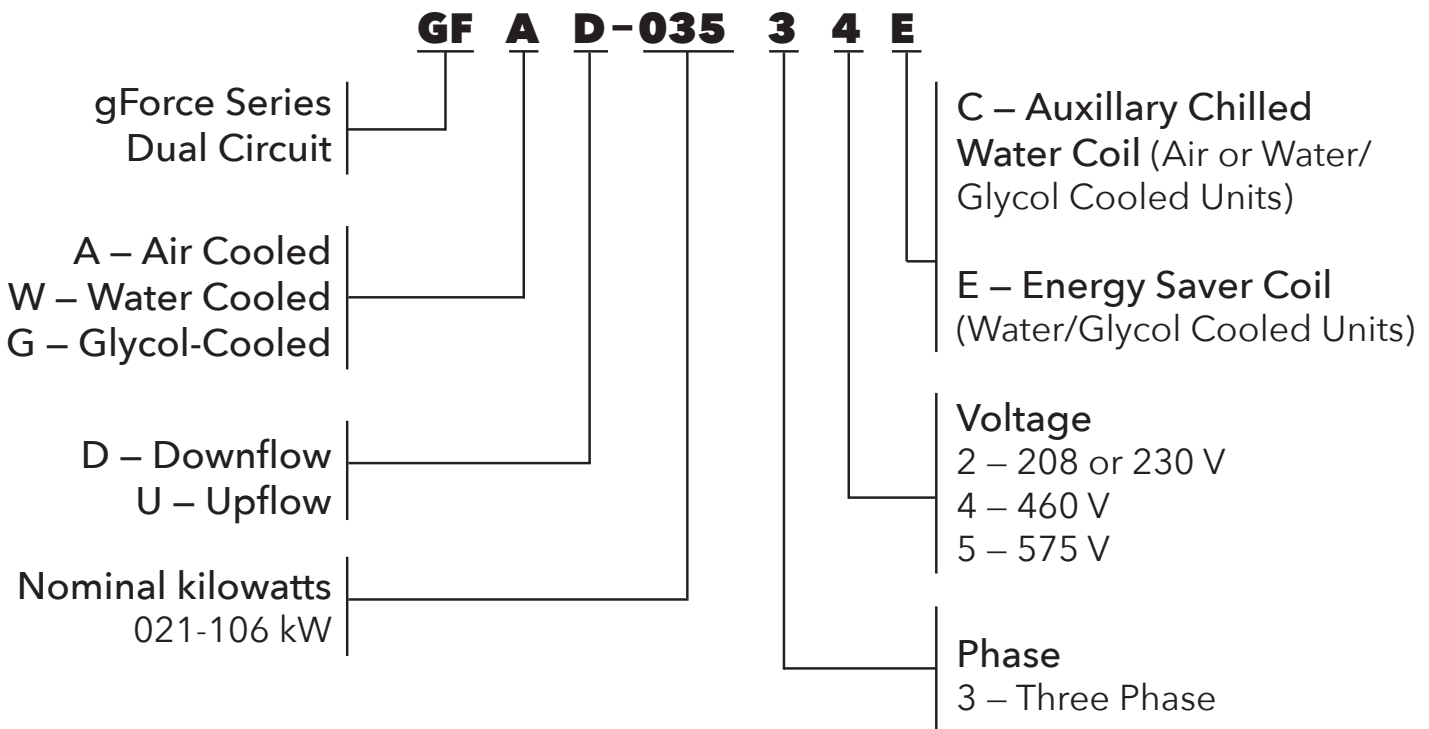 GF A D-035 3 4 E
gForce Series
Dual Circuit
A – Air Cooled
W – Water Cooled
G – Glycol-Cooled
D – Downflow
U – Upflow
Nominal kilowatts
021-106 kW
C – Auxillary Chilled
Water Coil (Air or Water/
Glycol Cooled Units)
E – Energy Saver Coil
(Water/Glycol Cooled Units)
Voltage
2 – 208 or 230 V
4 – 460 V
5 – 575 V
Phase
3 – Three Phase